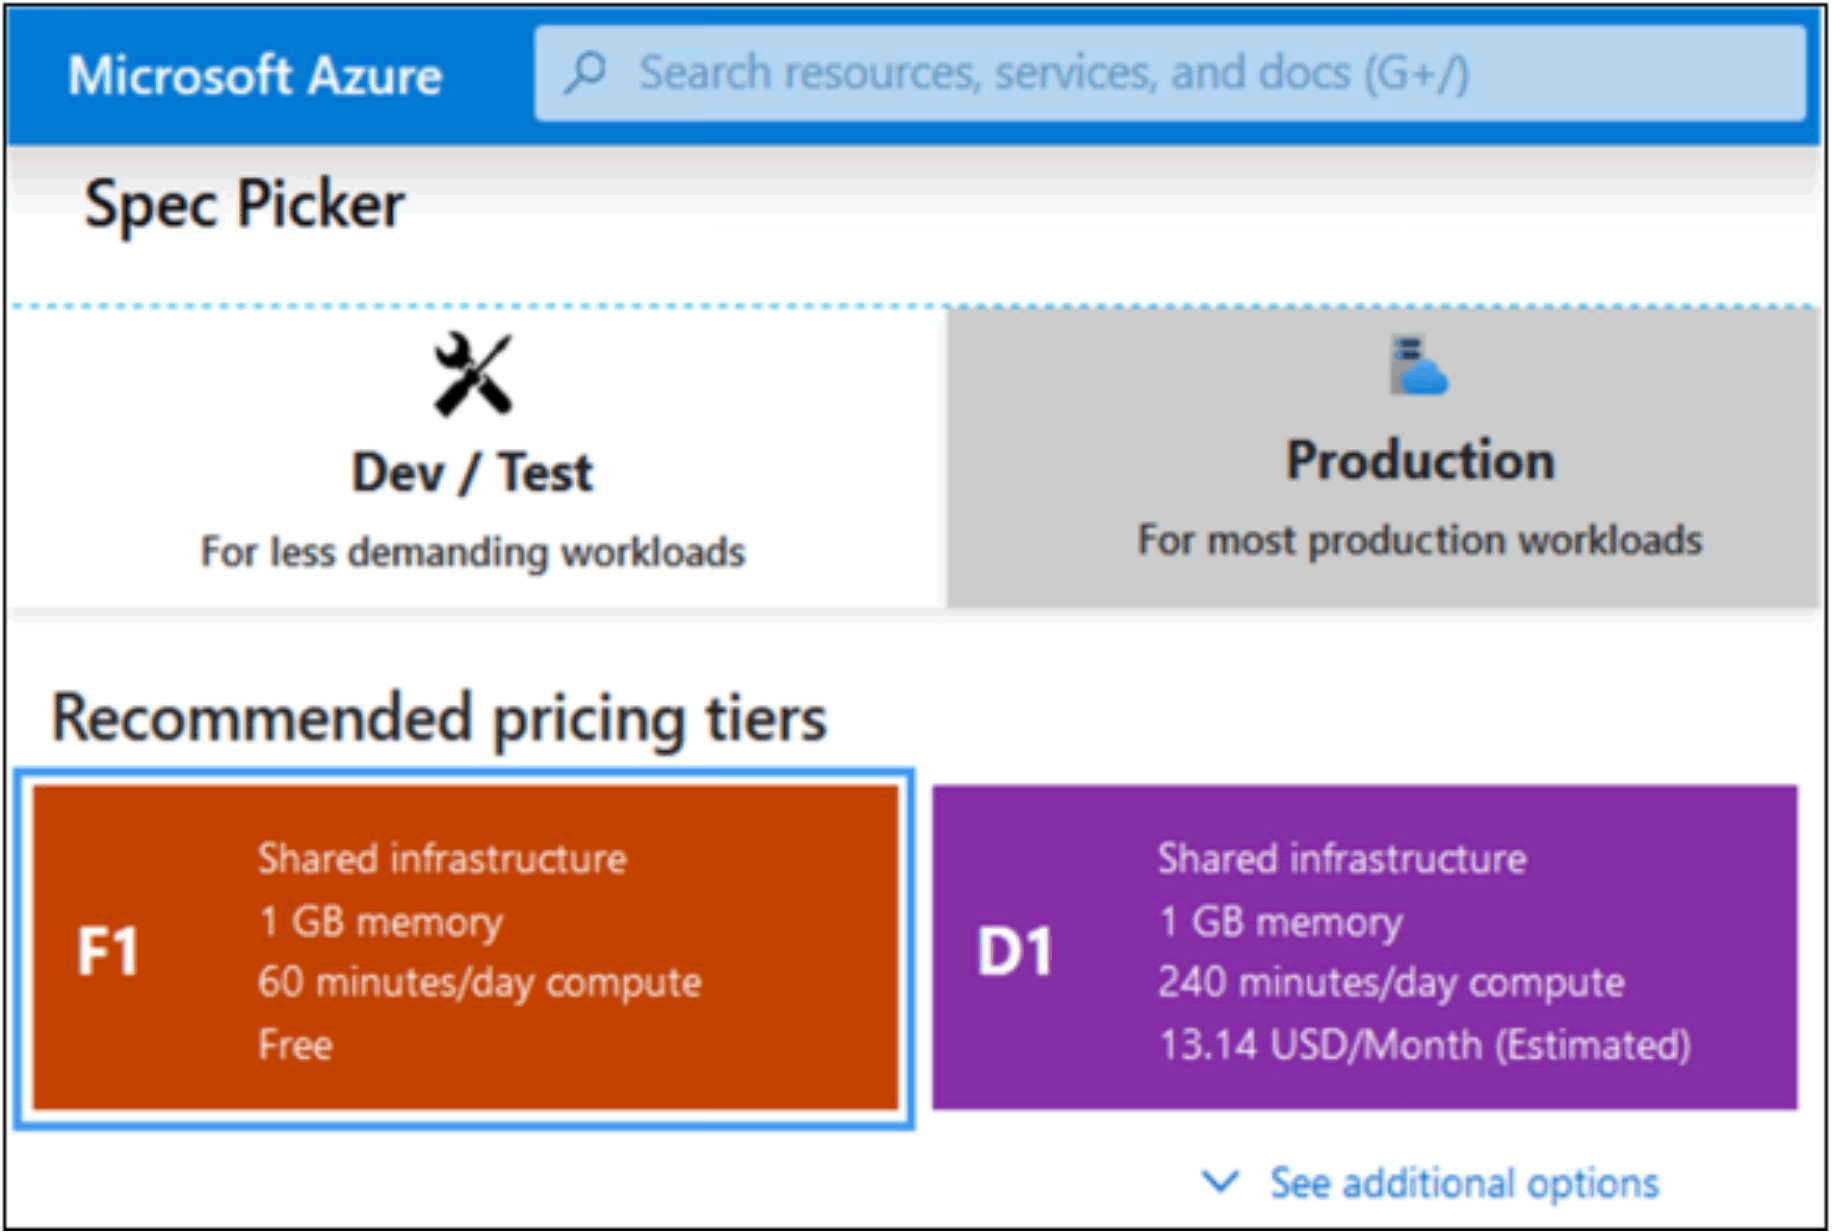 Microsoft Azure
Search resources, services, and docs (G+/)
Spec Picker
Dev / Test
For less demanding workloads
Production
For most production workloads
Recommended pricing tiers
F1
Shared infrastructure
1 GB memory
60 minutes/day compute
Free
D1
Shared infrastructure
1 GB memory
240 minutes/day compute
13.14 USD/Month (Estimated)
See additional options